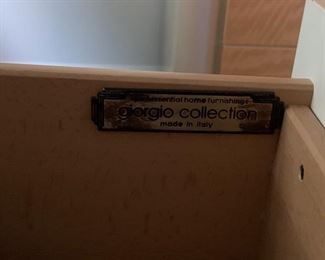 essential home furnishings
giorgio collection
made in italy